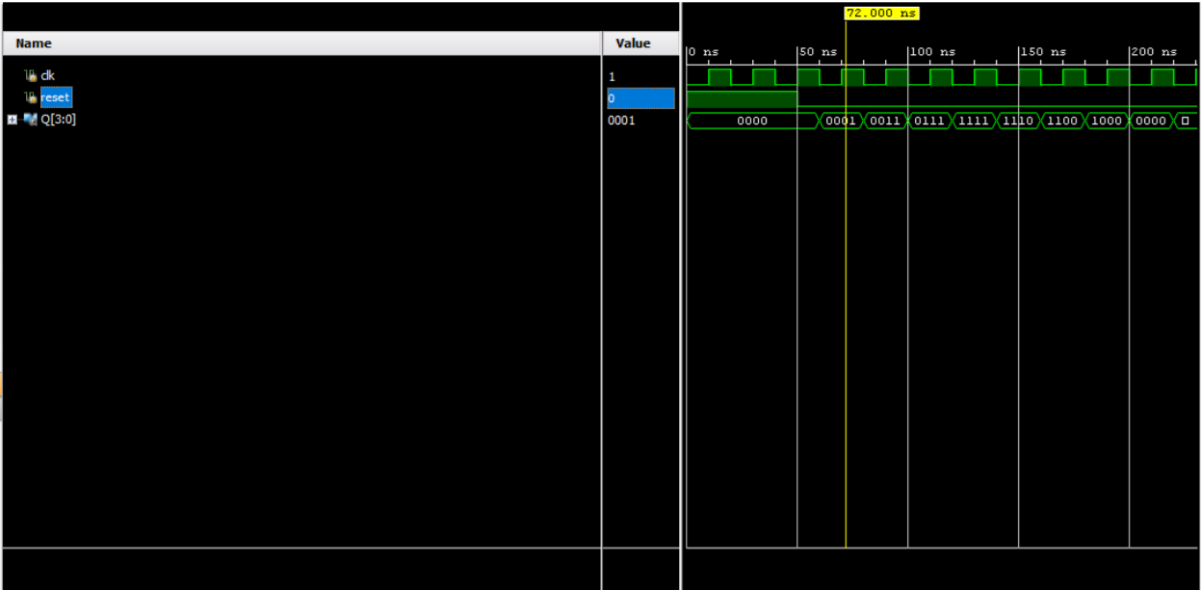 72.000 ns
Name Value
0 ns 50 ns 100 ns 150 ns 200 ns
clk 1
reset 0
Q[3:0] 0001 0000 0001 0011 0111 1111 1110 1100 1000 0000